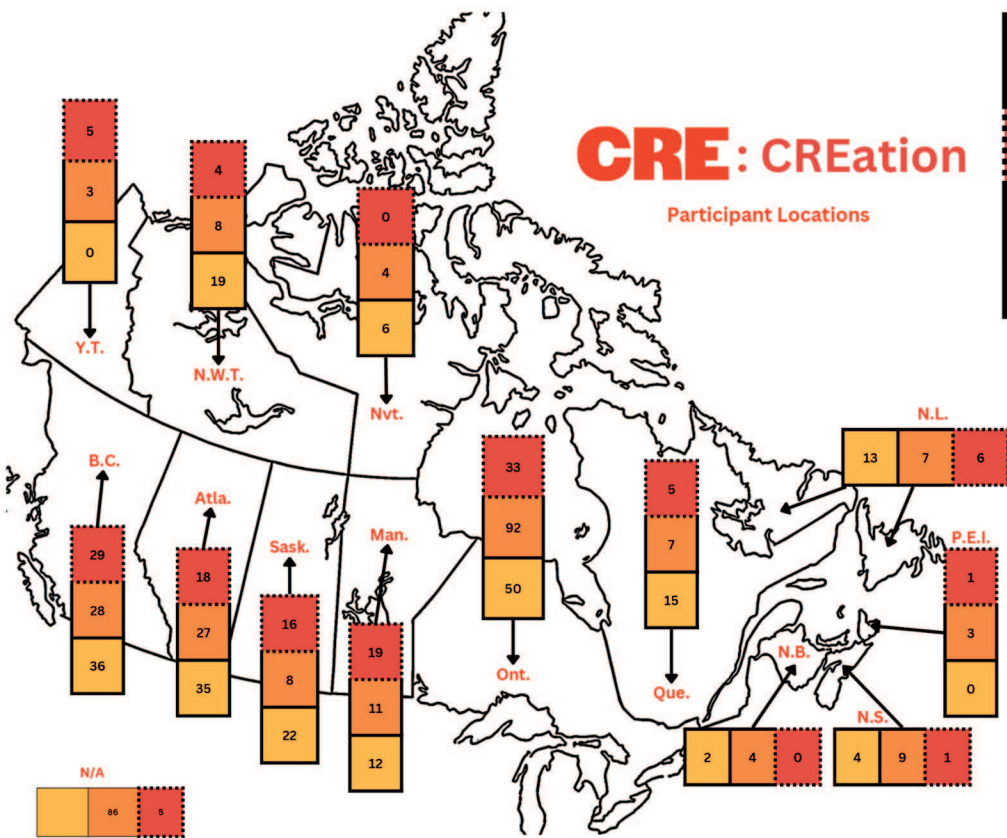 CRE : CREation
Participant Locations
5
3
0
Y.T.
4
8
19
N.W.T.
0
4
6
Nvt.
B.C.
29
28
36
Atla.
18
27
35
Sask.
16
8
22
Man.
19
11
12
33
92
50
Ont.
5
7
15
Que.
N.L.
13 7 6
P.E.I.
1
3
0
N.B.
2 4 0
N.S.
4 9 1
N/A
86 5